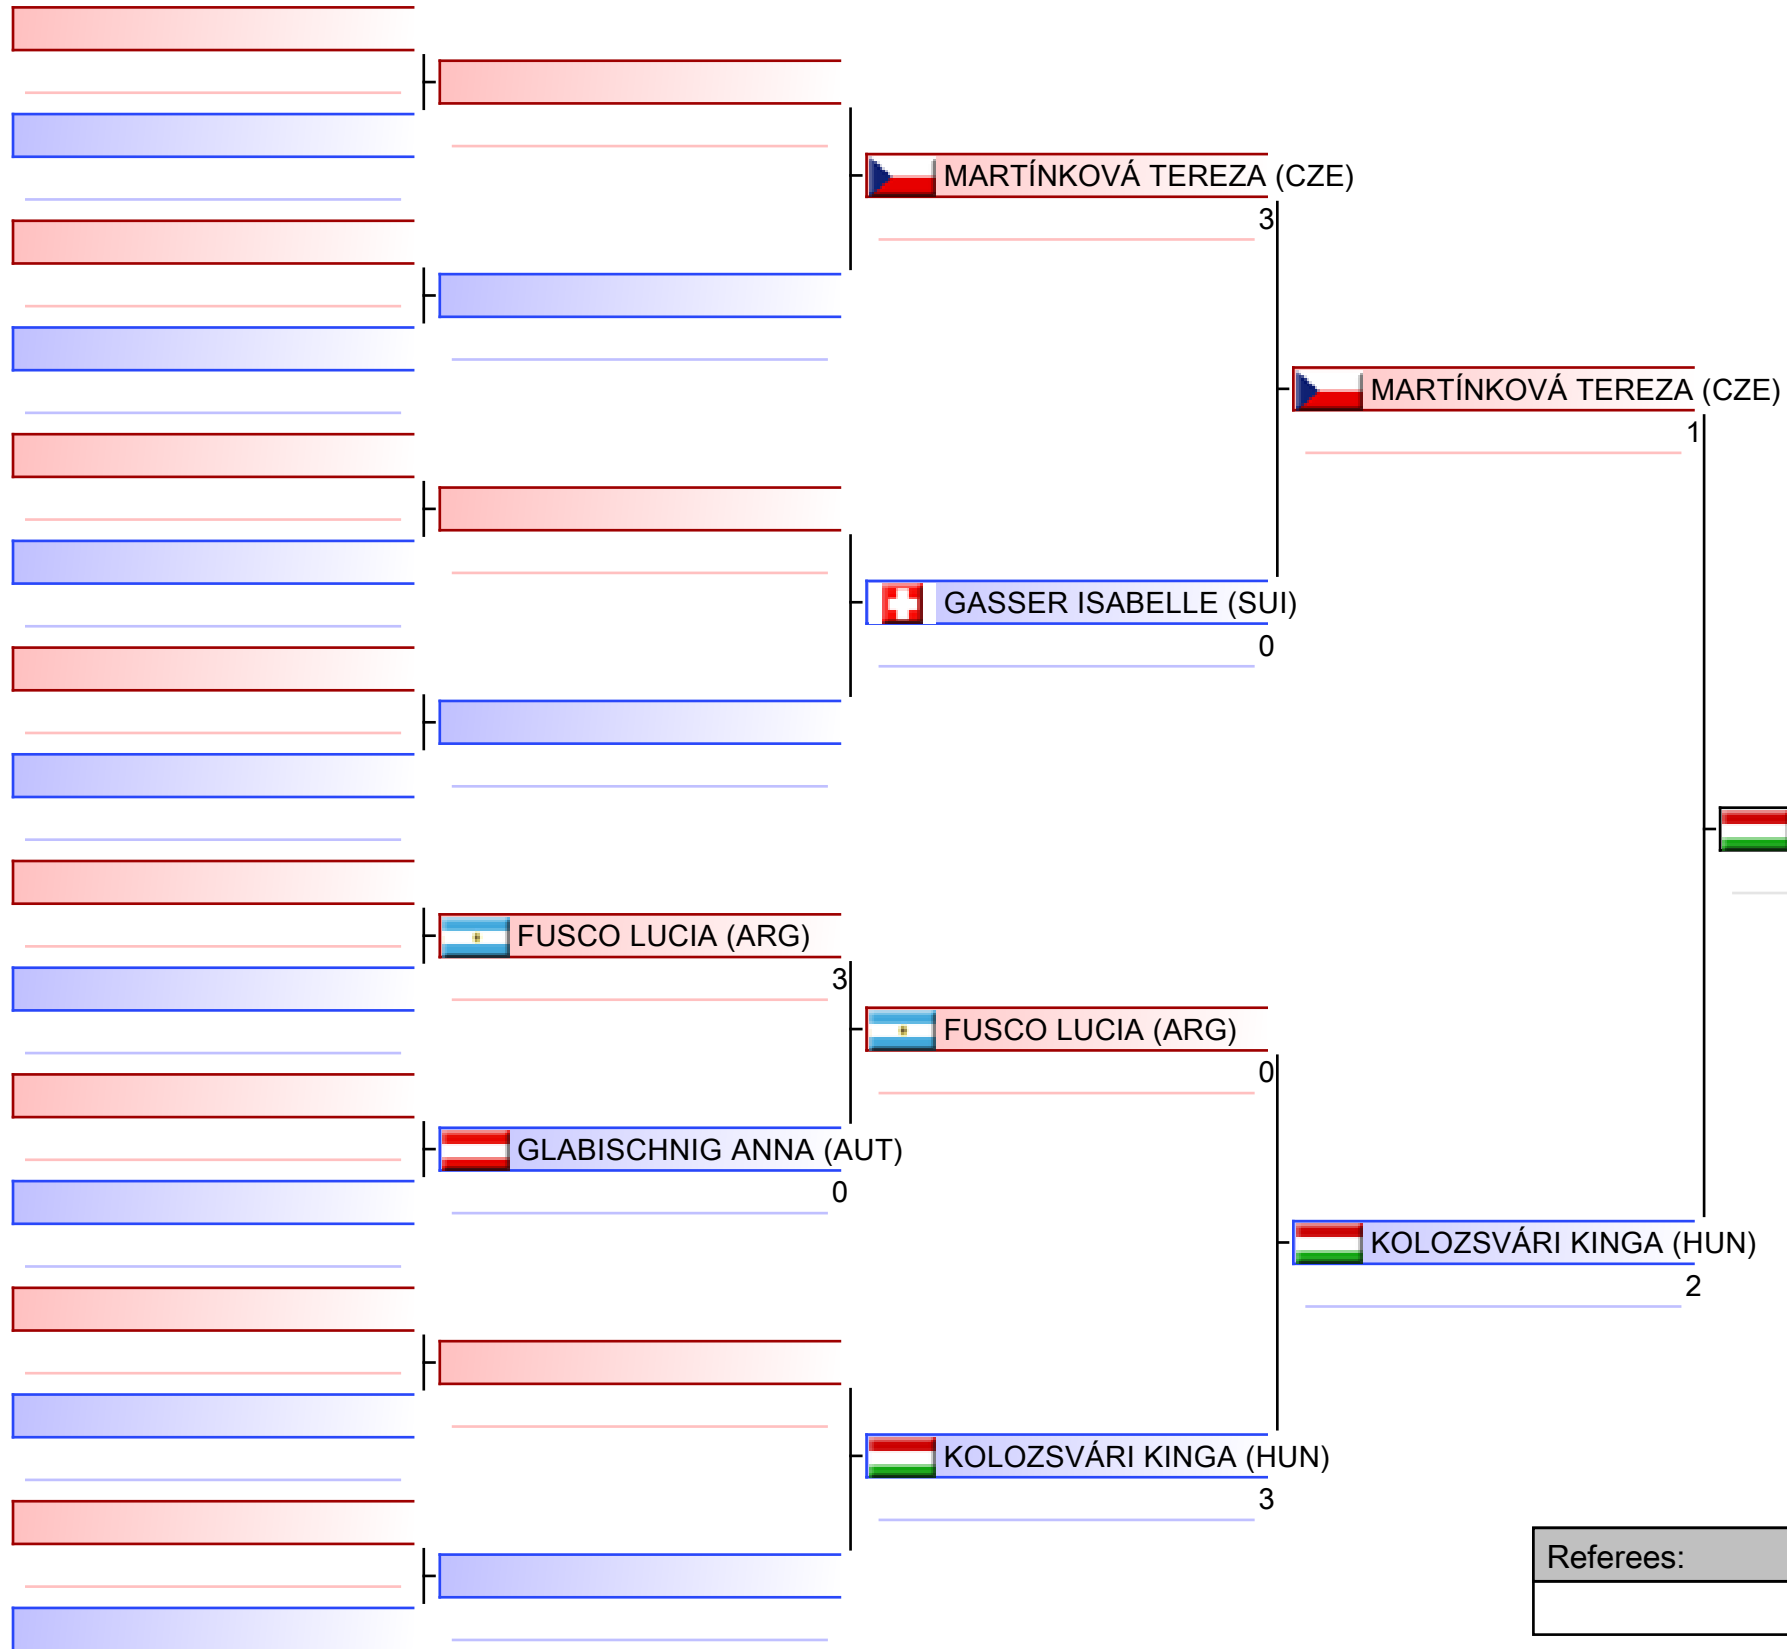 MARTÍNKOVÁ TEREZA (CZE)
3
MARTÍNKOVÁ TEREZA (CZE)
1
GASSER ISABELLE (SUI)
0
FUSCO LUCIA (ARG)
3
FUSCO LUCIA (ARG)
0
GLABISCHNIG ANNA (AUT)
0
KOLOZSVÁRI KINGA (HUN)
2
KOLOZSVÁRI KINGA (HUN)
3
Referees: